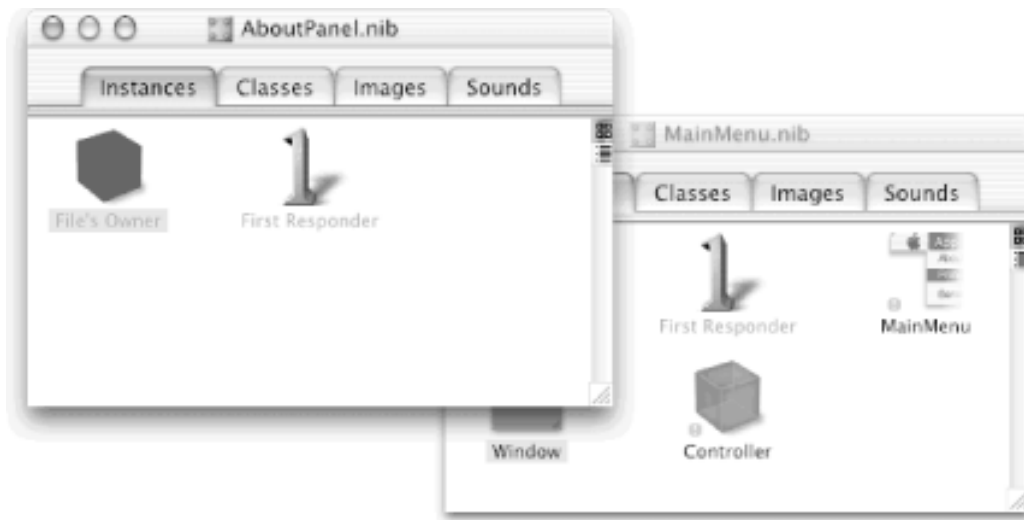 AboutPanel.nib
Instances Classes Images Sounds
File's Owner First Responder
MainMenu.nib
Classes Images Sounds
First Responder MainMenu
Window Controller